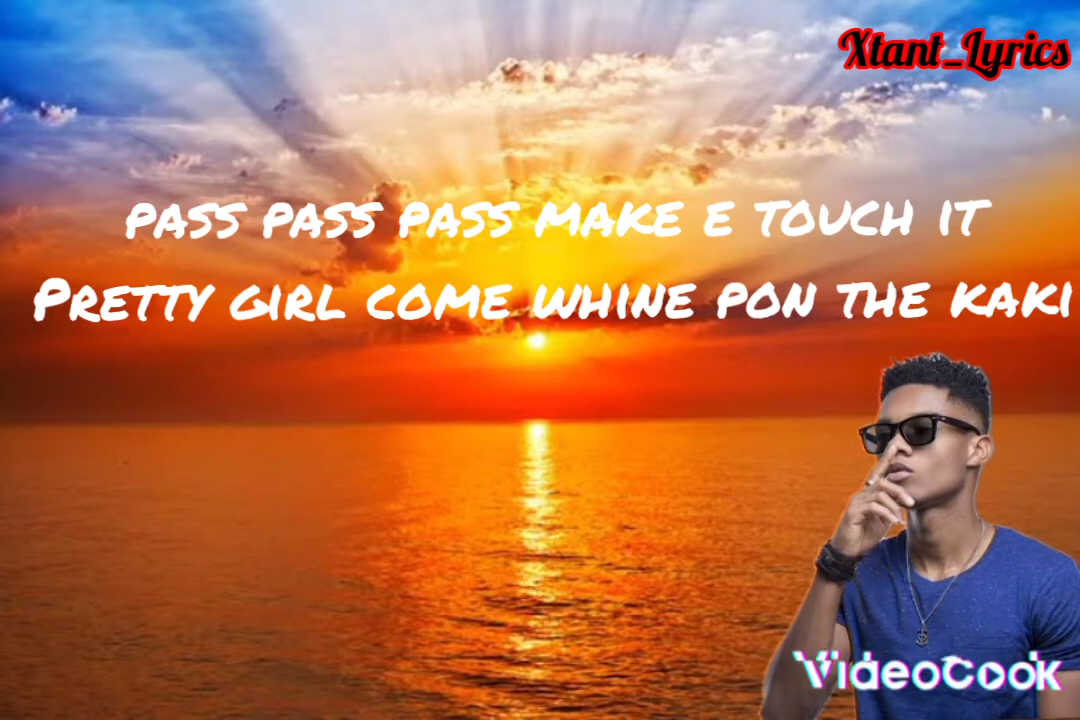 Xtant_Lyrics
pass pass pass make e touch it
Pretty girl come whine pon the kaki
VideoCook